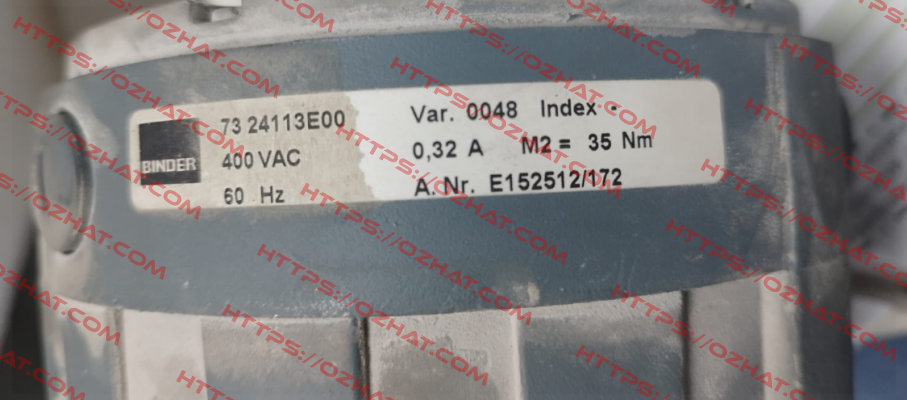 BINDER
73 24113E00
400 VAC
60 Hz
Var. 0048 Index -
0,32 A M2 = 35 Nm
A.Nr. E152512/172
HTTPS://OZHAT.COM